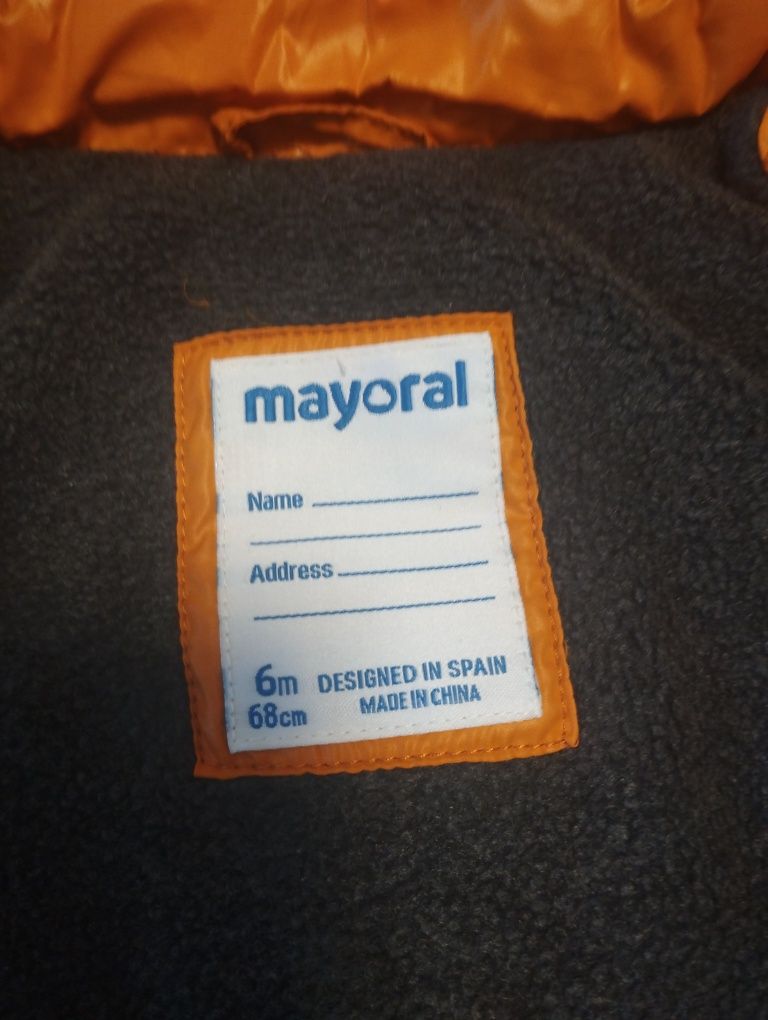 mayoral
Name
Address
6m DESIGNED IN SPAIN
68cm MADE IN CHINA